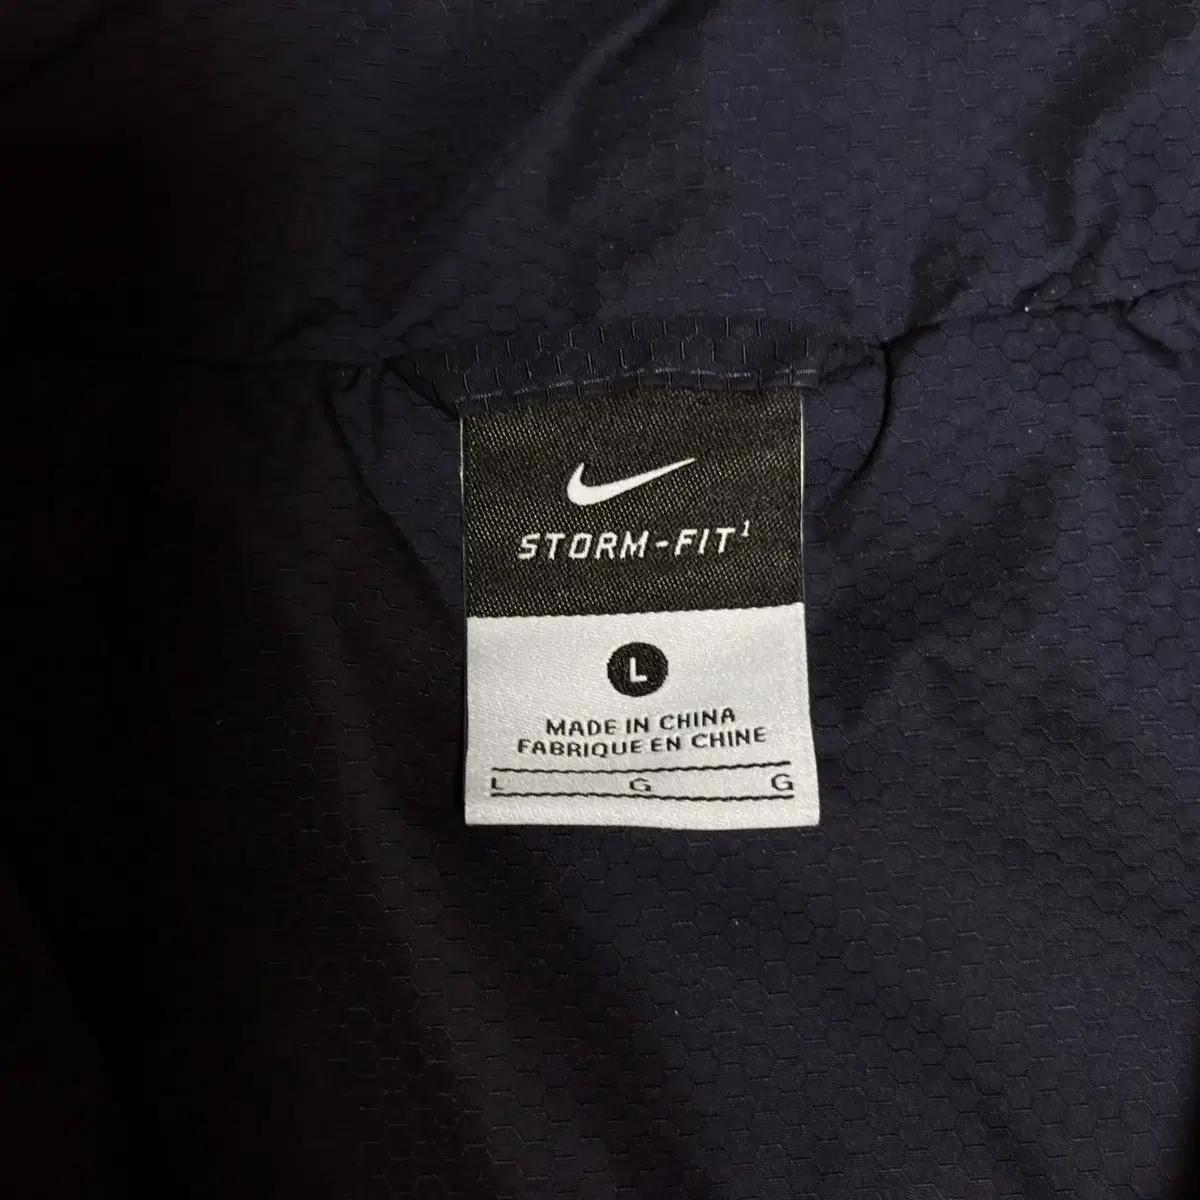 STORM-FIT¹
L
MADE IN CHINA
FABRIQUE EN CHINE
L G G